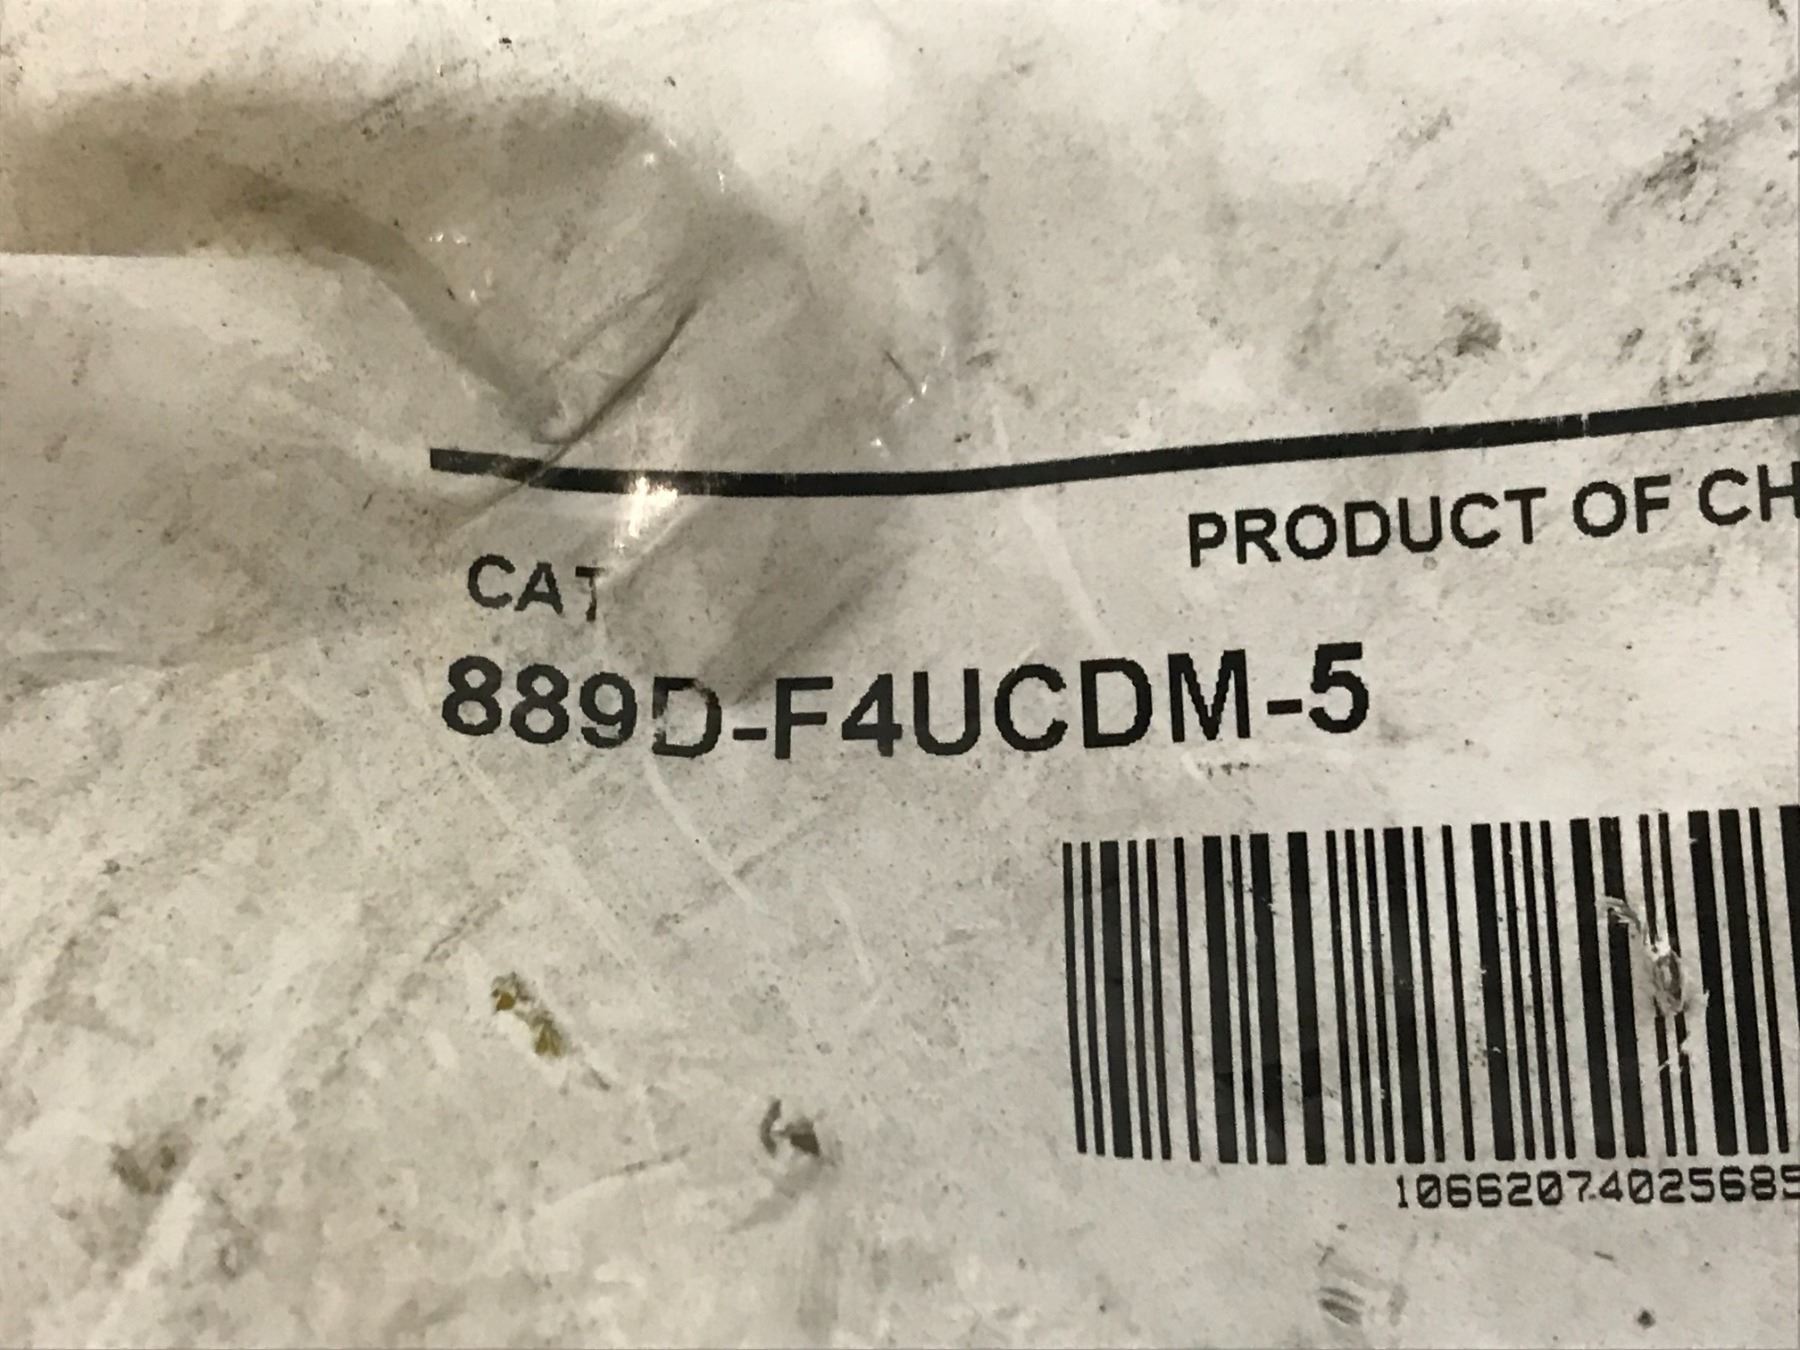 PRODUCT OF CH
CAT
889D-F4UCDM-5
10662074025685